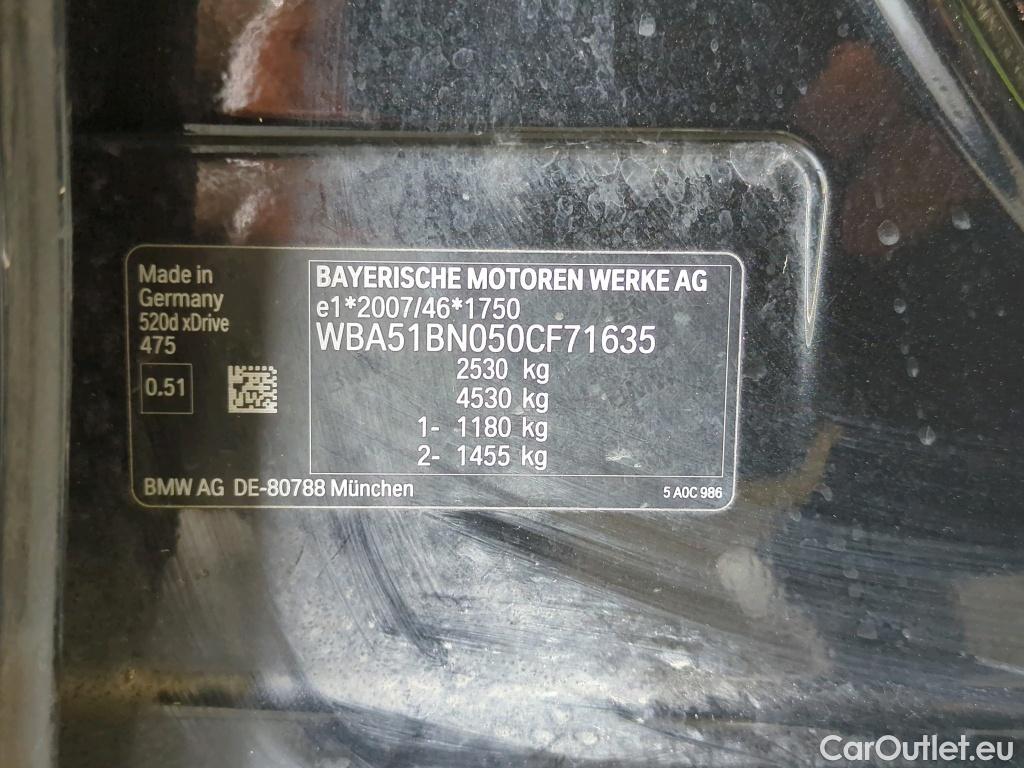 Made in
Germany
520d xDrive
475
0.51
BAYERISCHE MOTOREN WERKE AG
e1*2007/46*1750
WBA51BN050CF71635
2530 kg
4530 kg
1- 1180 kg
2- 1455 kg
BMW AG DE-80788 München
5 A0C 986
CarOutlet.eu